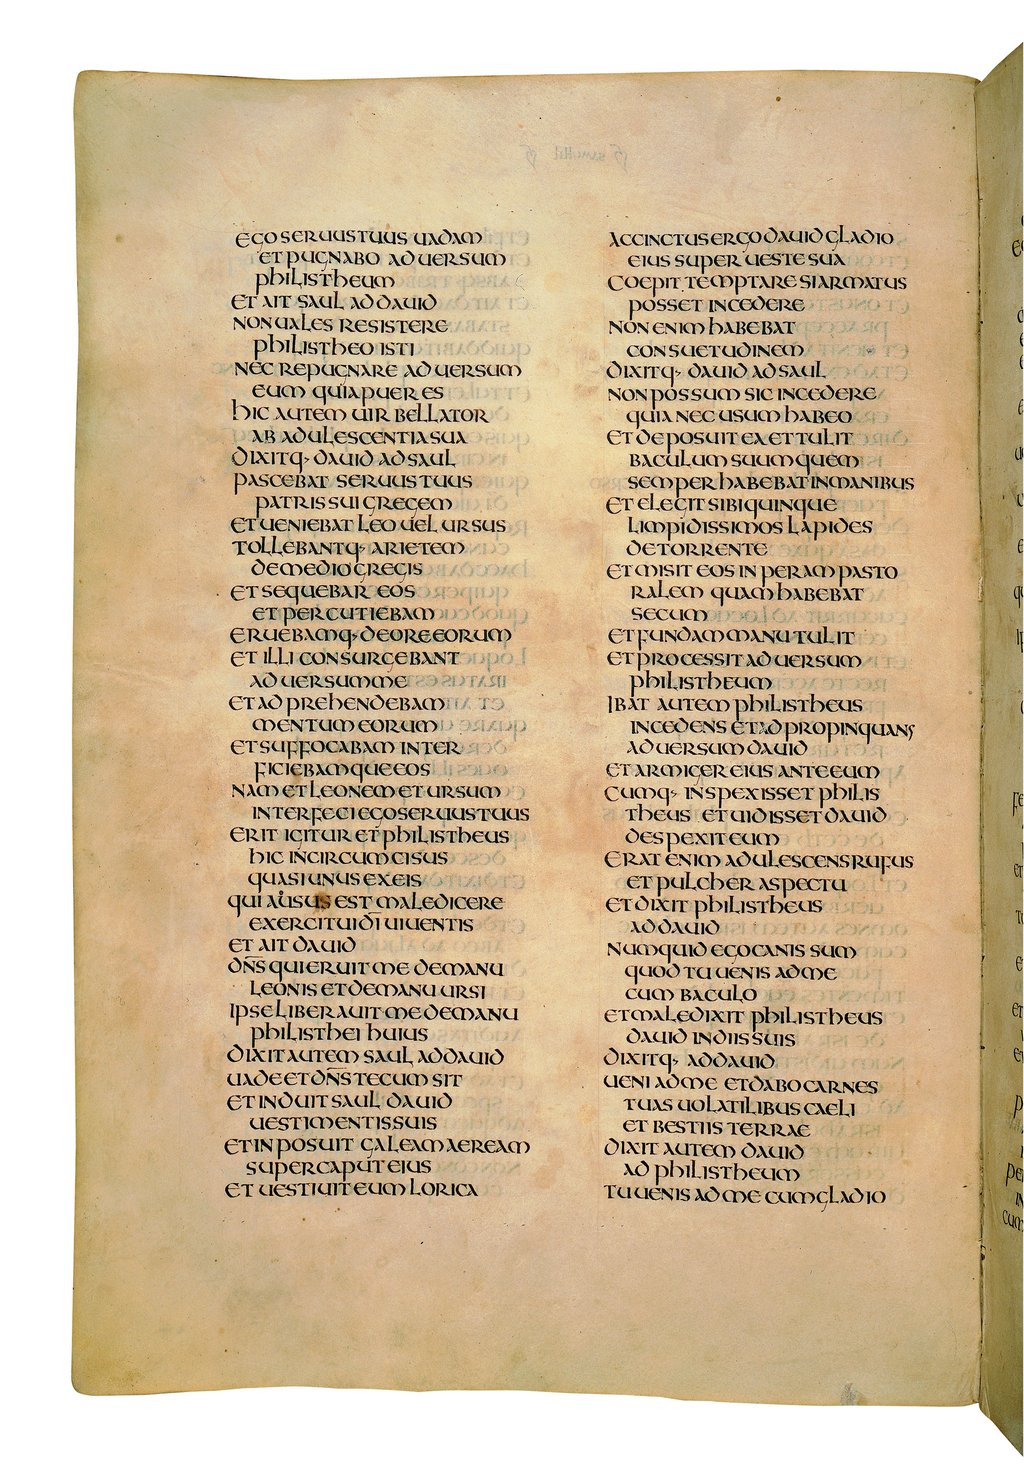 EGO SERUUS TUUS UADAM
ET PUGNABO ADUERSUM
PHILISTHEUM
ET AIT SAUL AD DAUID
NON UALES RESISTERE
PHILISTHEO ISTI
NEC REPUGNARE ADUERSUM
EUM QUIA PUER ES
HIC AUTEM UIR BELLATOR
AB ADULESCENTIA SUA
DIXITQ· DAUID AD SAUL
PASCEBAT SERUUS TUUS
PATRIS SUI GREGEM
ET UENIEBAT LEO UEL URSUS
TOLLEBANTQ· ARIETEM
DE MEDIO GREGIS
ET SEQUEBAR EOS
ET PERCUTIEBAM
ERUEBAMQ· DE ORE EORUM
ET ILLI CONSURGEBANT
ADUERSUM ME
ET ADPREHENDEBAM
MENTUM EORUM
ET SUFFOCABAM INTER
FICIEBAMQUE EOS
NAM ET LEONEM ET URSUM
INTERFECI EGO SERUUS TUUS
ERIT IGITUR ET PHILISTHEUS
HIC INCIRCUMCISUS
QUASI UNUS EX EIS
QUI AUSUS EST MALEDICERE
EXERCITUI DĪ UIUENTIS
ET AIT DAUID
DN̅S QUI ERUIT ME DE MANU
LEONIS ET DE MANU URSI
IPSE LIBERAUIT ME DE MANU
PHILISTHEI HUIUS
DIXIT AUTEM SAUL AD DAUID
UADE ET DN̅S TECUM SIT
ET INDUIT SAUL DAUID
UESTIMENTIS SUIS
ET INPOSUIT GALEAM AEREAM
SUPER CAPUT EIUS
ET UESTIUIT EUM LORICA
ACCINCTUS ERGO DAUID GLADIO
EIUS SUPER UESTE SUA
COEPIT TEMPTARE SI ARMATUS
POSSET INCEDERE
NON ENIM HABEBAT
CONSUETUDINEM
DIXITQ· DAUID AD SAUL
NON POSSUM SIC INCEDERE
QUIA NEC USUM HABEO
ET DEPOSUIT EA ET TULIT
BACULUM SUUM QUEM
SEMPER HABEBAT IN MANIBUS
ET ELEGIT SIBI QUINQUE
LIMPIDISSIMOS LAPIDES
DE TORRENTE
ET MISIT EOS IN PERAM PASTO
RALEM QUAM HABEBAT
SECUM
ET FUNDAM MANU TULIT
ET PROCESSIT ADUERSUM
PHILISTHEUM
IBAT AUTEM PHILISTHEUS
INCEDENS ET ADPROPINQUANS
ADUERSUM DAUID
ET ARMIGER EIUS ANTE EUM
CUMQ· INSPEXISSET PHILIS
THEUS ET UIDISSET DAUID
DESPEXIT EUM
ERAT ENIM ADULESCENS RUFUS
ET PULCHER ASPECTU
ET DIXIT PHILISTHEUS
AD DAUID
NUMQUID EGO CANIS SUM
QUOD TU UENIS AD ME
CUM BACULO
ET MALEDIXIT PHILISTHEUS
DAUID IN DIIS SUIS
DIXITQ· AD DAUID
UENI AD ME ET DABO CARNES
TUAS UOLATILIBUS CAELI
ET BESTIIS TERRAE
DIXIT AUTEM DAUID
AD PHILISTHEUM
TU UENIS AD ME CUM GLADIO